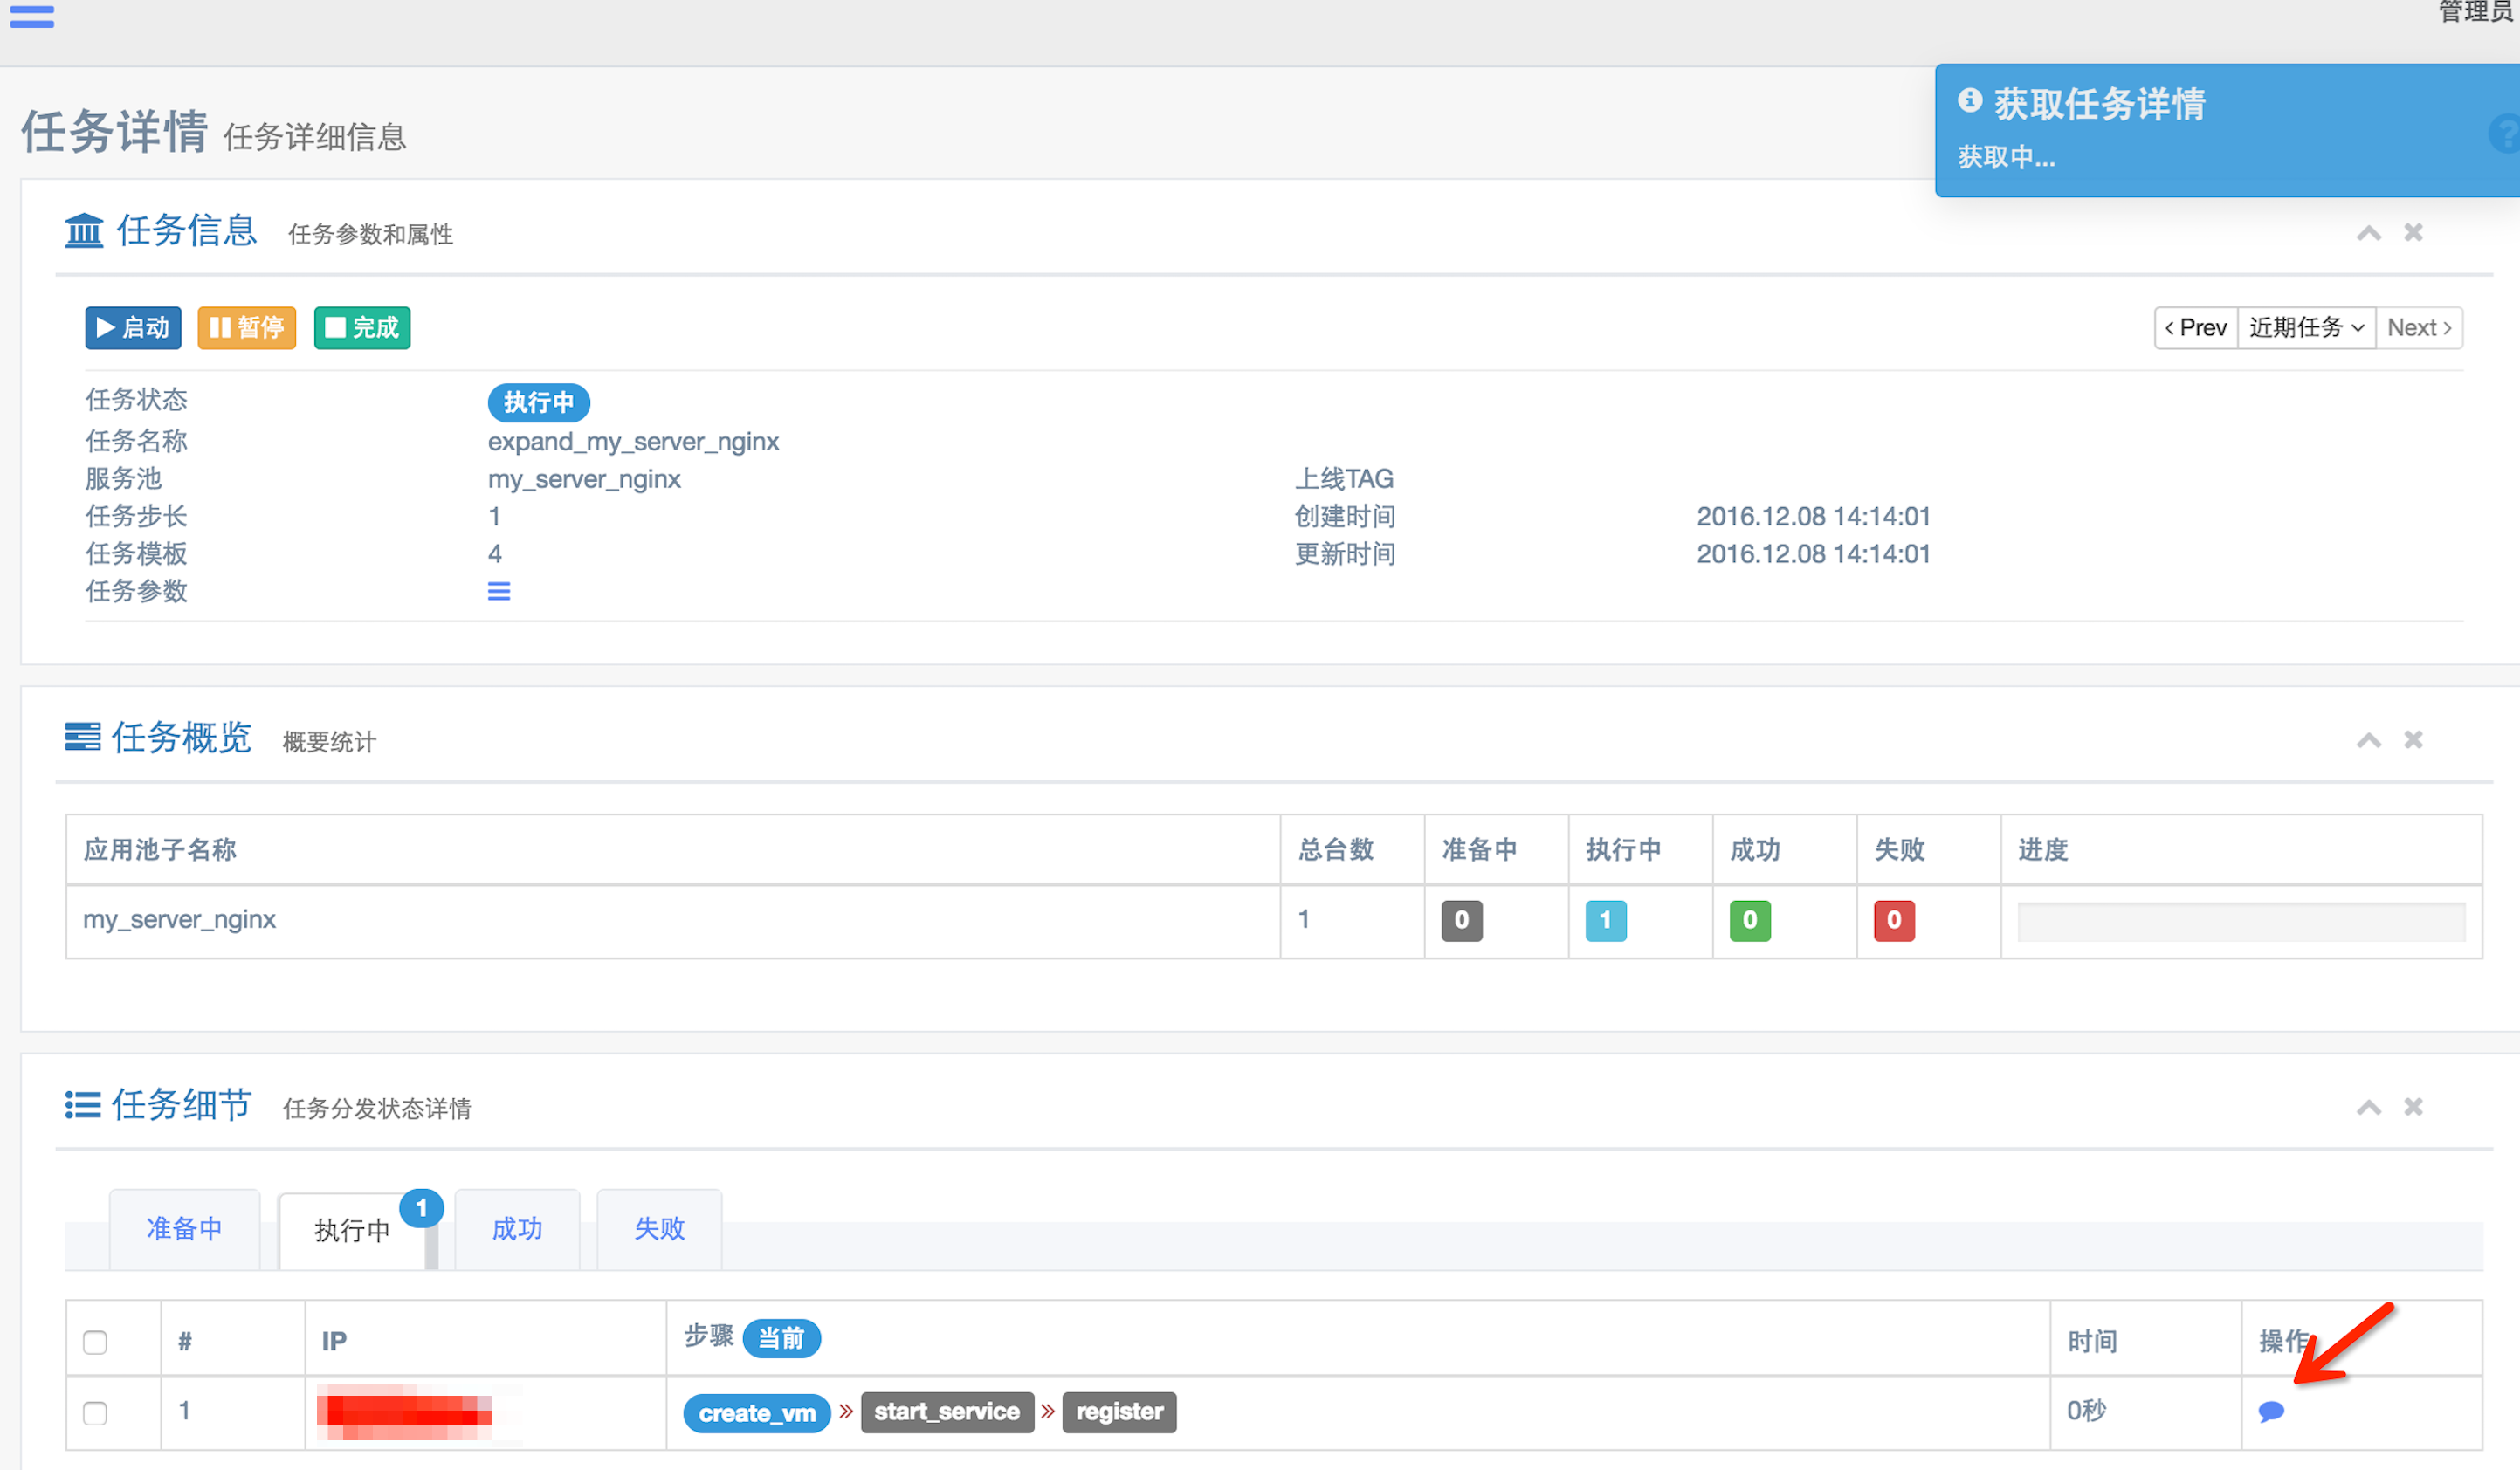 管理员
获取任务详情
获取中...
任务详情 任务详细信息
任务信息 任务参数和属性
启动 暂停 完成 Prev 近期任务 Next
任务状态 执行中
任务名称 expand_my_server_nginx
服务池 my_server_nginx 上线TAG
任务步长 1 创建时间 2016.12.08 14:14:01
任务模板 4 更新时间 2016.12.08 14:14:01
任务参数
任务概览 概要统计
应用池子名称 总台数 准备中 执行中 成功 失败 进度
my_server_nginx 1 0 1 0 0
任务细节 任务分发状态详情
准备中 执行中 1 成功 失败
# IP 步骤 当前 时间 操作
1 create_vm » start_service » register 0秒